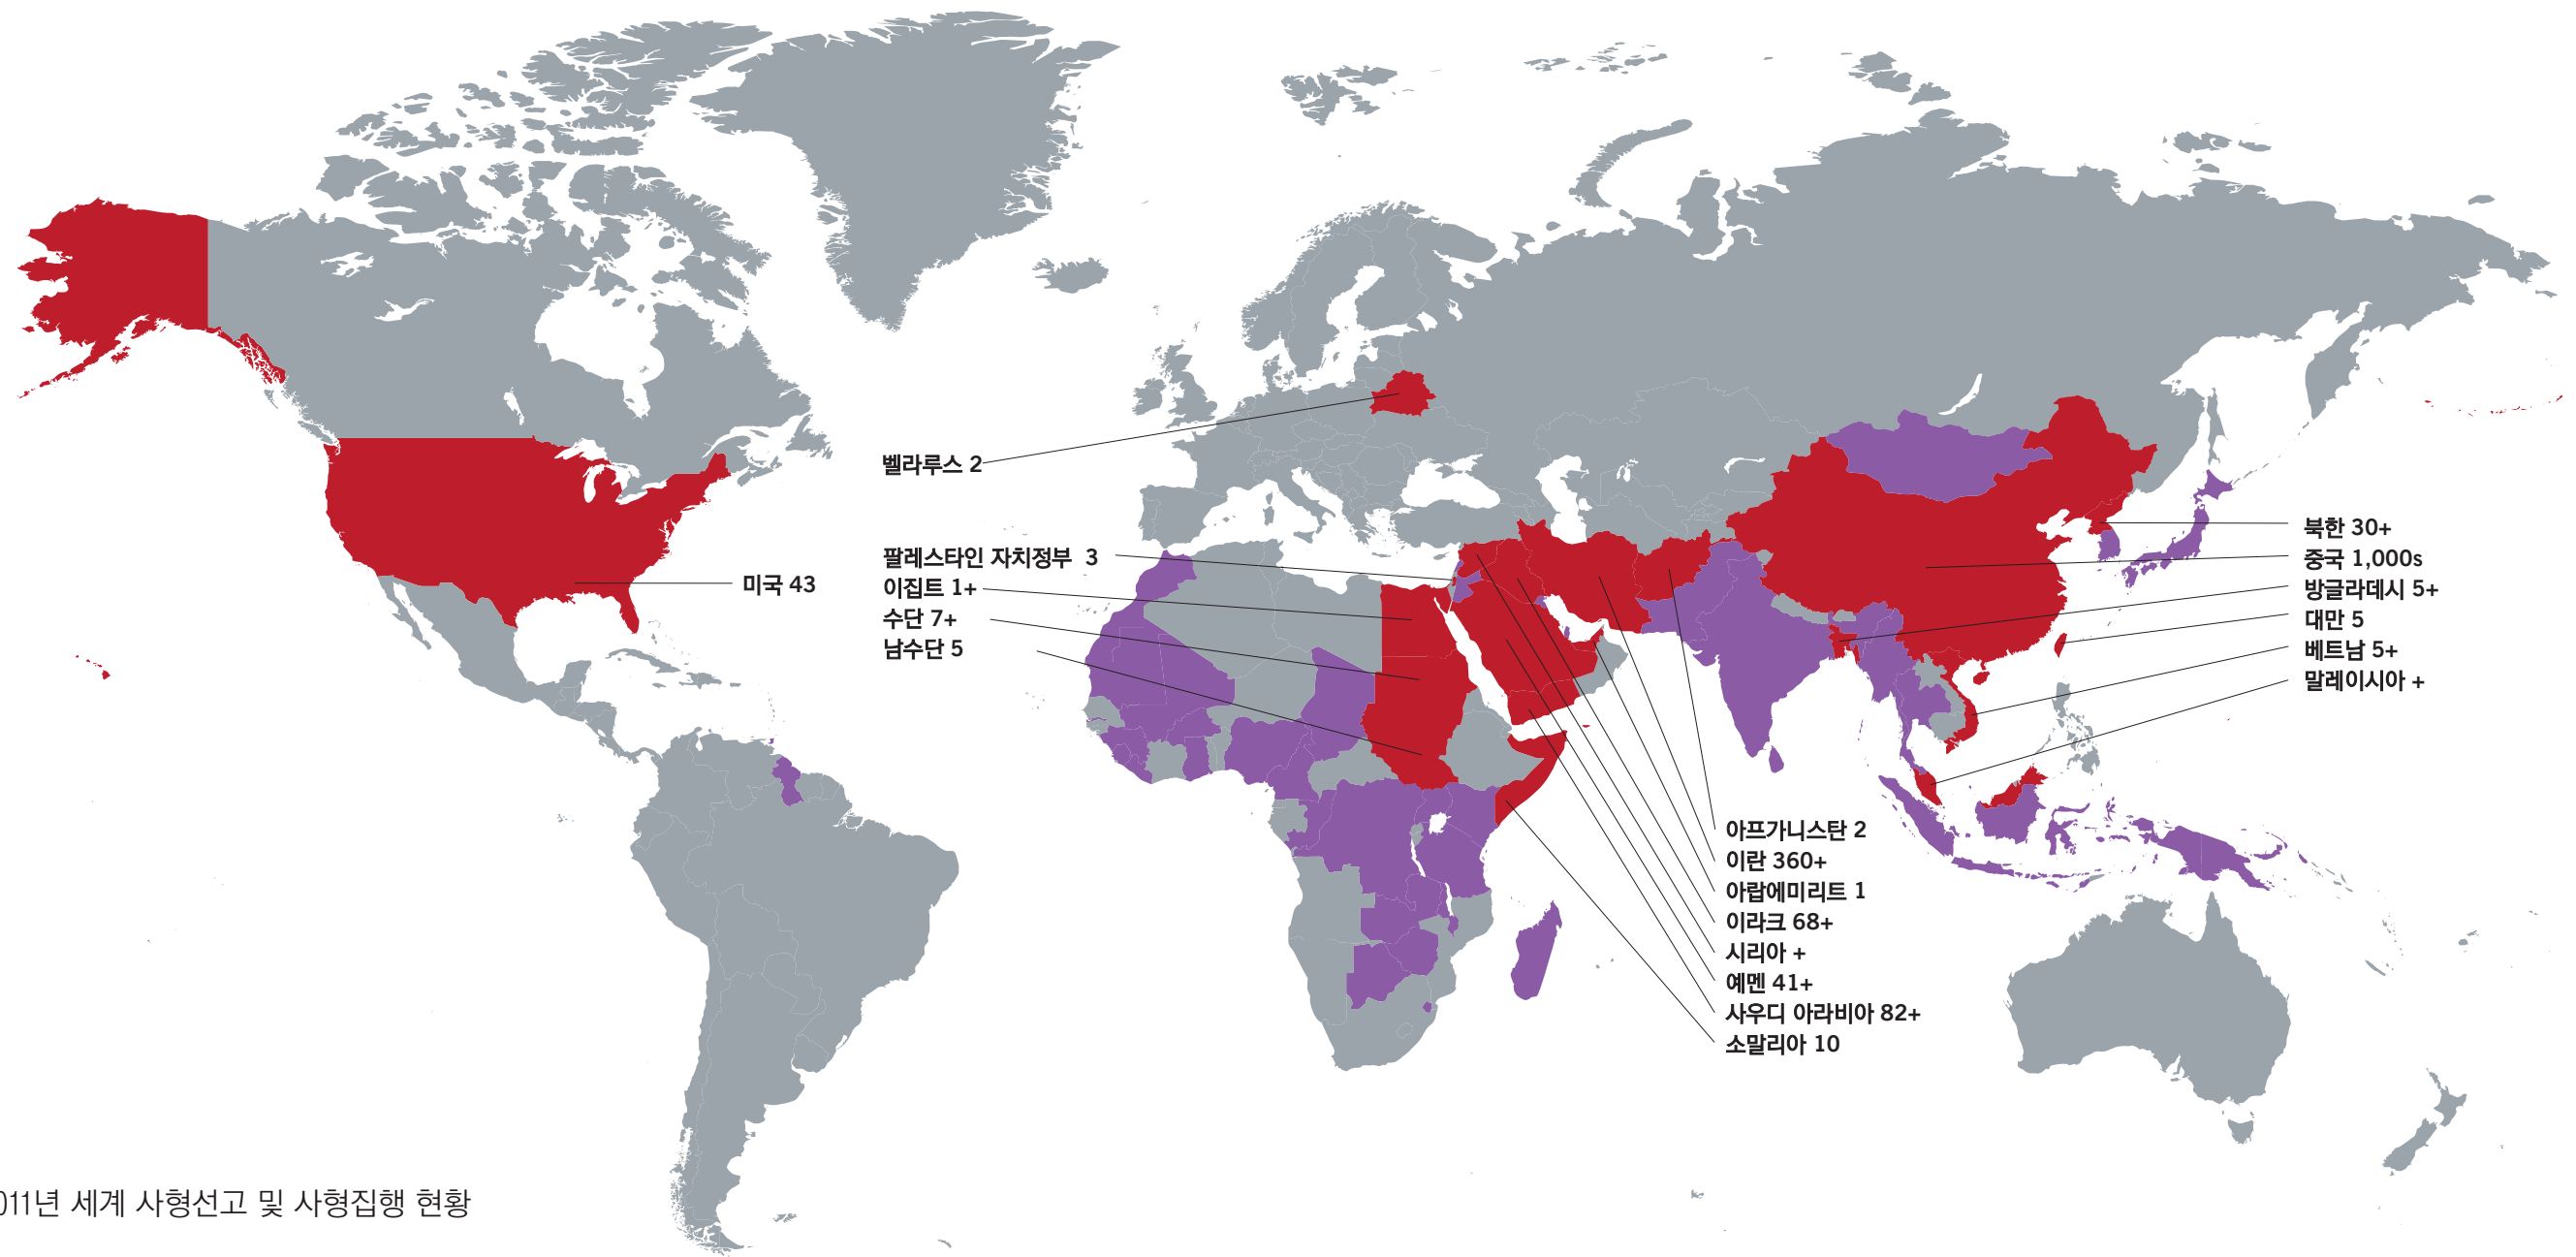 벨라루스 2
팔레스타인 자치정부 3
이집트 1+
수단 7+
남수단 5
미국 43
북한 30+
중국 1,000s
방글라데시 5+
대만 5
베트남 5+
말레이시아 +
아프가니스탄 2
이란 360+
아랍에미리트 1
이라크 68+
시리아 +
예멘 41+
사우디 아라비아 82+
소말리아 10
011년 세계 사형선고 및 사형집행 현황